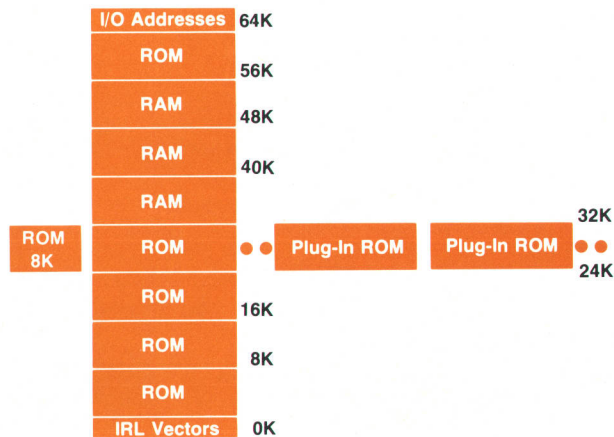 I/O Addresses 64K
ROM
56K
RAM
48K
RAM
40K
RAM
32K
ROM 8K
ROM
Plug-In ROM
Plug-In ROM
24K
ROM
16K
ROM
8K
ROM
IRL Vectors 0K